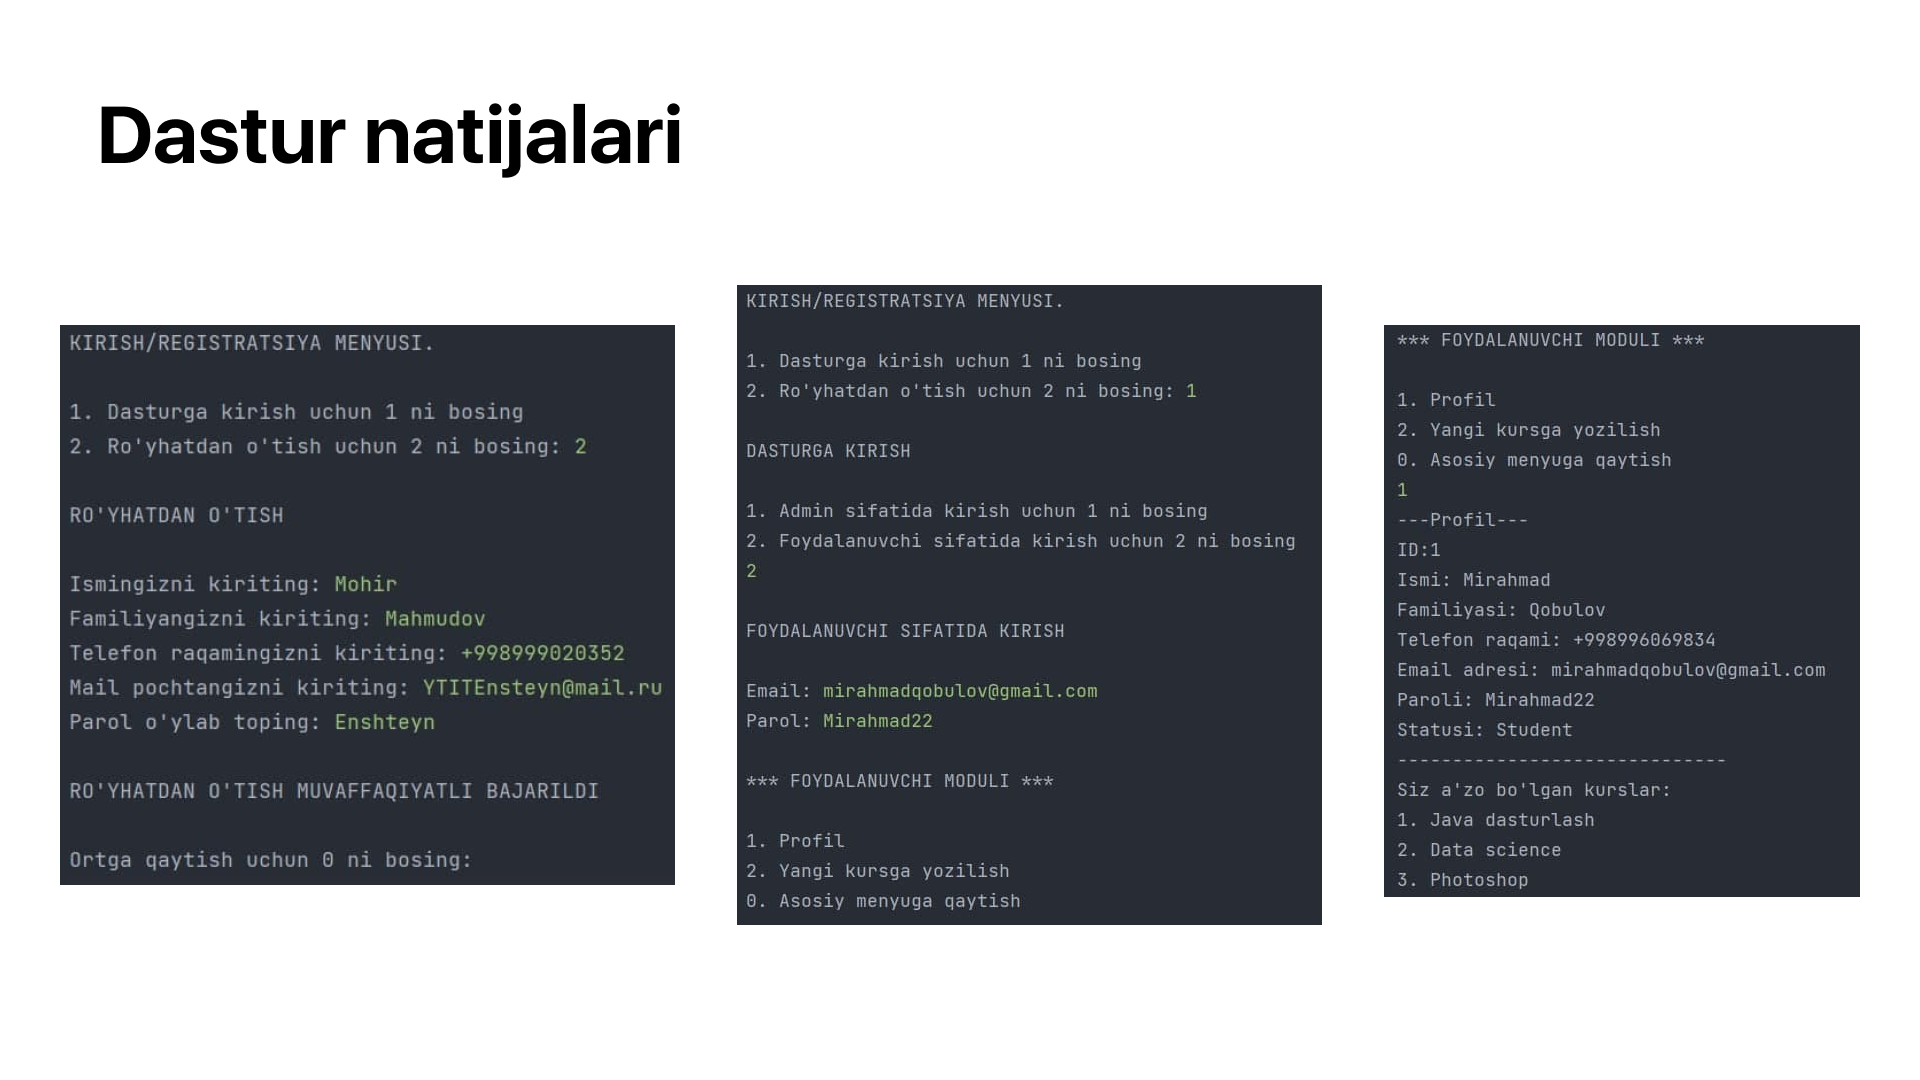 Dastur natijalari
KIRISH/REGISTRATSIYA MENYUSI.
1. Dasturga kirish uchun 1 ni bosing
2. Ro'yhatdan o'tish uchun 2 ni bosing: 2
RO'YHATDAN O'TISH
Ismingizni kiriting: Mohir
Familiyangizni kiriting: Mahmudov
Telefon raqamingizni kiriting: +998999020352
Mail pochtangizni kiriting: YTITEnsteyn@mail.ru
Parol o'ylab toping: Enshteyn
RO'YHATDAN O'TISH MUVAFFAQIYATLI BAJARILDI
Ortga qaytish uchun 0 ni bosing:
KIRISH/REGISTRATSIYA MENYUSI.
1. Dasturga kirish uchun 1 ni bosing
2. Ro'yhatdan o'tish uchun 2 ni bosing: 1
DASTURGA KIRISH
1. Admin sifatida kirish uchun 1 ni bosing
2. Foydalanuvchi sifatida kirish uchun 2 ni bosing
2
FOYDALANUVCHI SIFATIDA KIRISH
Email: mirahmadqobulov@gmail.com
Parol: Mirahmad22
*** FOYDALANUVCHI MODULI ***
1. Profil
2. Yangi kursga yozilish
0. Asosiy menyuga qaytish
*** FOYDALANUVCHI MODULI ***
1. Profil
2. Yangi kursga yozilish
0. Asosiy menyuga qaytish
1
---Profil---
ID:1
Ismi: Mirahmad
Familiyasi: Qobulov
Telefon raqami: +998996069834
Email adresi: mirahmadqobulov@gmail.com
Paroli: Mirahmad22
Statusi: Student
------------------------------
Siz a'zo bo'lgan kurslar:
1. Java dasturlash
2. Data science
3. Photoshop